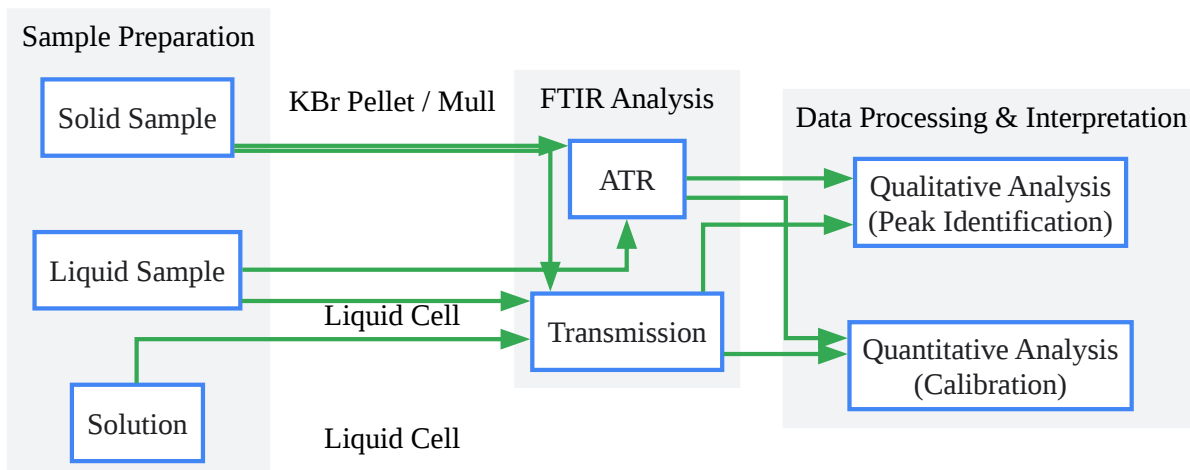 Sample Preparation
Solid Sample
Liquid Sample
Solution
KBr Pellet / Mull
Liquid Cell
Liquid Cell
FTIR Analysis
ATR
Transmission
Data Processing & Interpretation
Qualitative Analysis
(Peak Identification)
Quantitative Analysis
(Calibration)